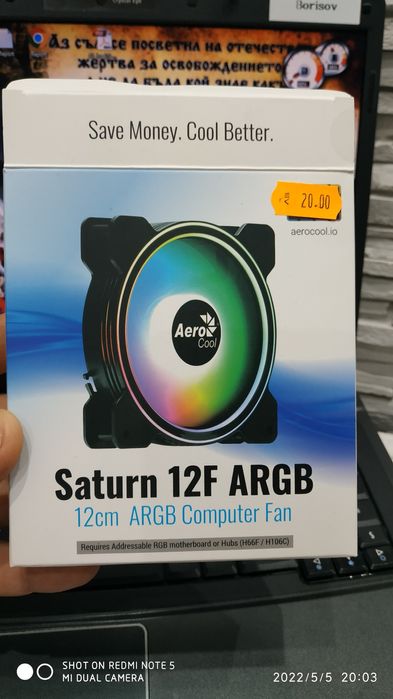 Borisov
Аз съм се посветил на отечеството
жертва за освобождението
Save Money. Cool Better.
20.00
aerocool.io
Aero
Cool
Saturn 12F ARGB
12cm ARGB Computer Fan
Requires Addressable RGB motherboard or Hubs (H66F / H106C)
SHOT ON REDMI NOTE 5
MI DUAL CAMERA
2022/5/5 20:03